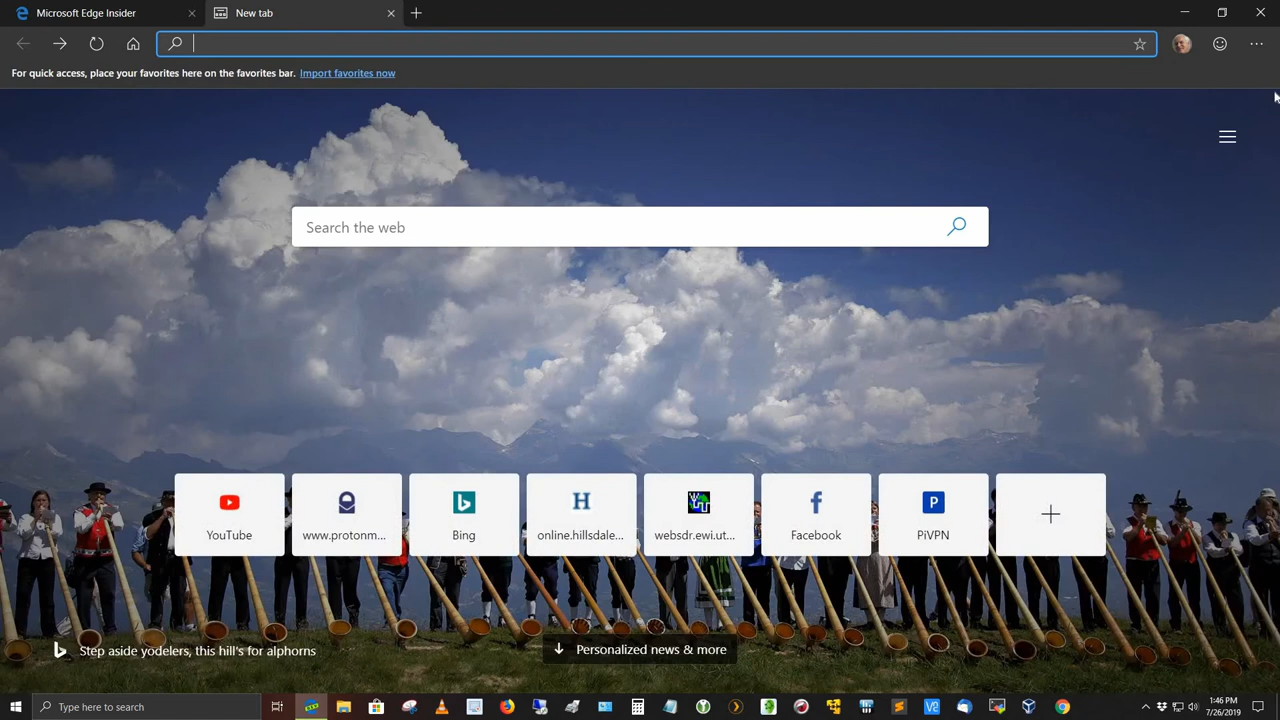 Microsoft Edge Insider
New tab
For quick access, place your favorites here on the favorites bar. Import favorites now
Search the web
YouTube
www.protonm...
Bing
online.hillsdale...
websdr.ewi.ut...
Facebook
PiVPN
Step aside yodelers, this hill's for alphorns
Personalized news & more
Type here to search
1:46 PM
7/26/2019